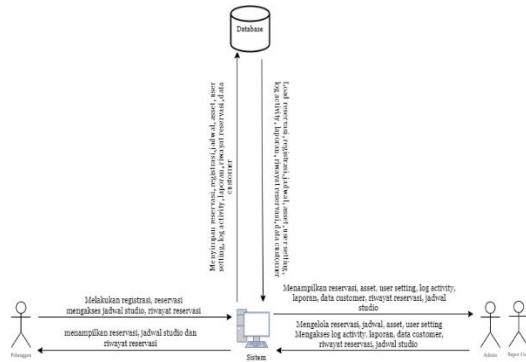 Database
Menyimpan reservasi, registrasi,jadwal, asset, user
setting, log activity, laporan, riwayat reservasi,data
customer
Load reservasi, registrasi,jadwal, asset, user setting,
log activity, laporan, riwayat reservasi,data customer
Melakukan registrasi, reservasi
mengakses jadwal studio, riwayat reservasi
menampilkan reservasi, jadwal studio dan
riwayat reservasi
Pelanggan
Sistem
Menampilkan reservasi, asset, user setting, log activity,
laporan, data customer, riwayat reservasi, jadwal
studio
Mengelola reservasi, jadwal, asset, user setting
Mengakses log activity, laporan, data customer,
riwayat reservasi, jadwal studio
Admin